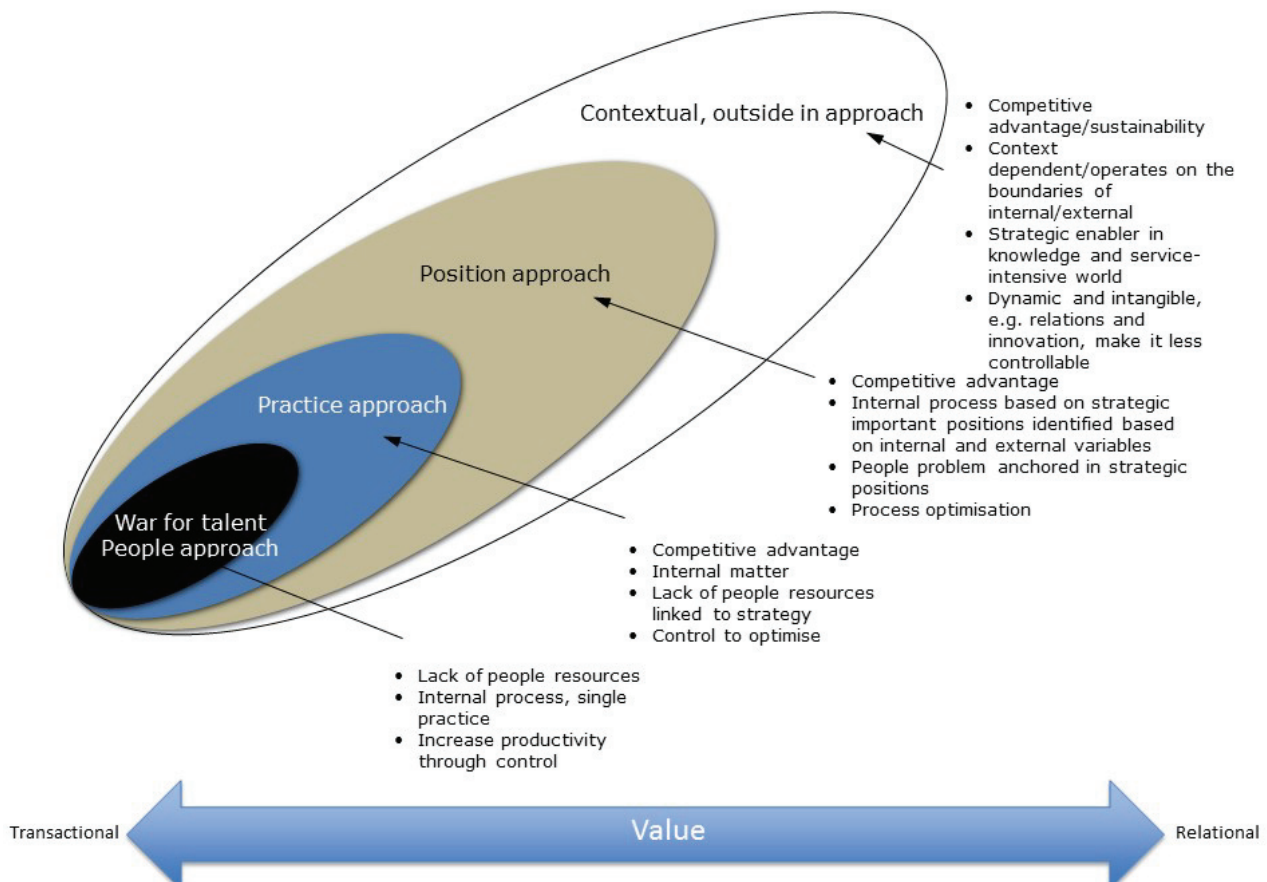 Contextual, outside in approach
• Competitive
advantage/sustainability
• Context
dependent/operates on the
boundaries of
internal/external
• Strategic enabler in
knowledge and service-
intensive world
• Dynamic and intangible,
e.g. relations and
innovation, make it less
controllable
Position approach
• Competitive advantage
• Internal process based on strategic
important positions identified based
on internal and external variables
• People problem anchored in strategic
positions
• Process optimisation
Practice approach
• Competitive advantage
• Internal matter
• Lack of people resources
linked to strategy
• Control to optimise
War for talent
People approach
• Lack of people resources
• Internal process, single
practice
• Increase productivity
through control
Transactional
Value
Relational